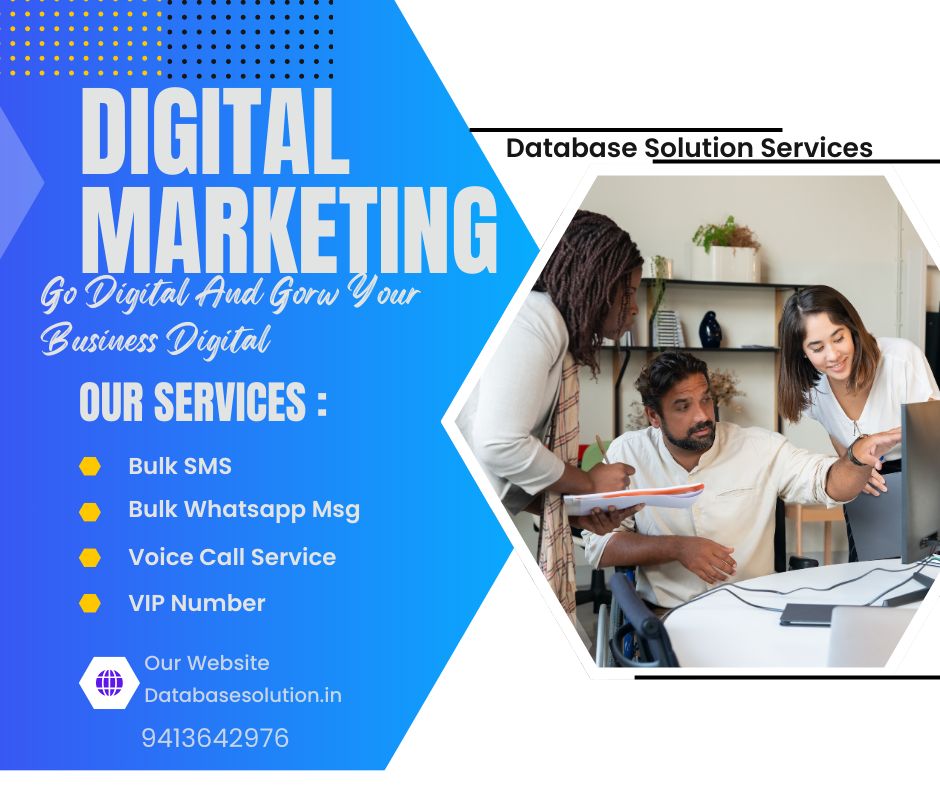 DIGITAL
MARKETING
Go Digital And Gorw Your
Business Digital
OUR SERVICES :
Bulk SMS
Bulk Whatsapp Msg
Voice Call Service
VIP Number
Our Website
Databasesolution.in
9413642976
Database Solution Services